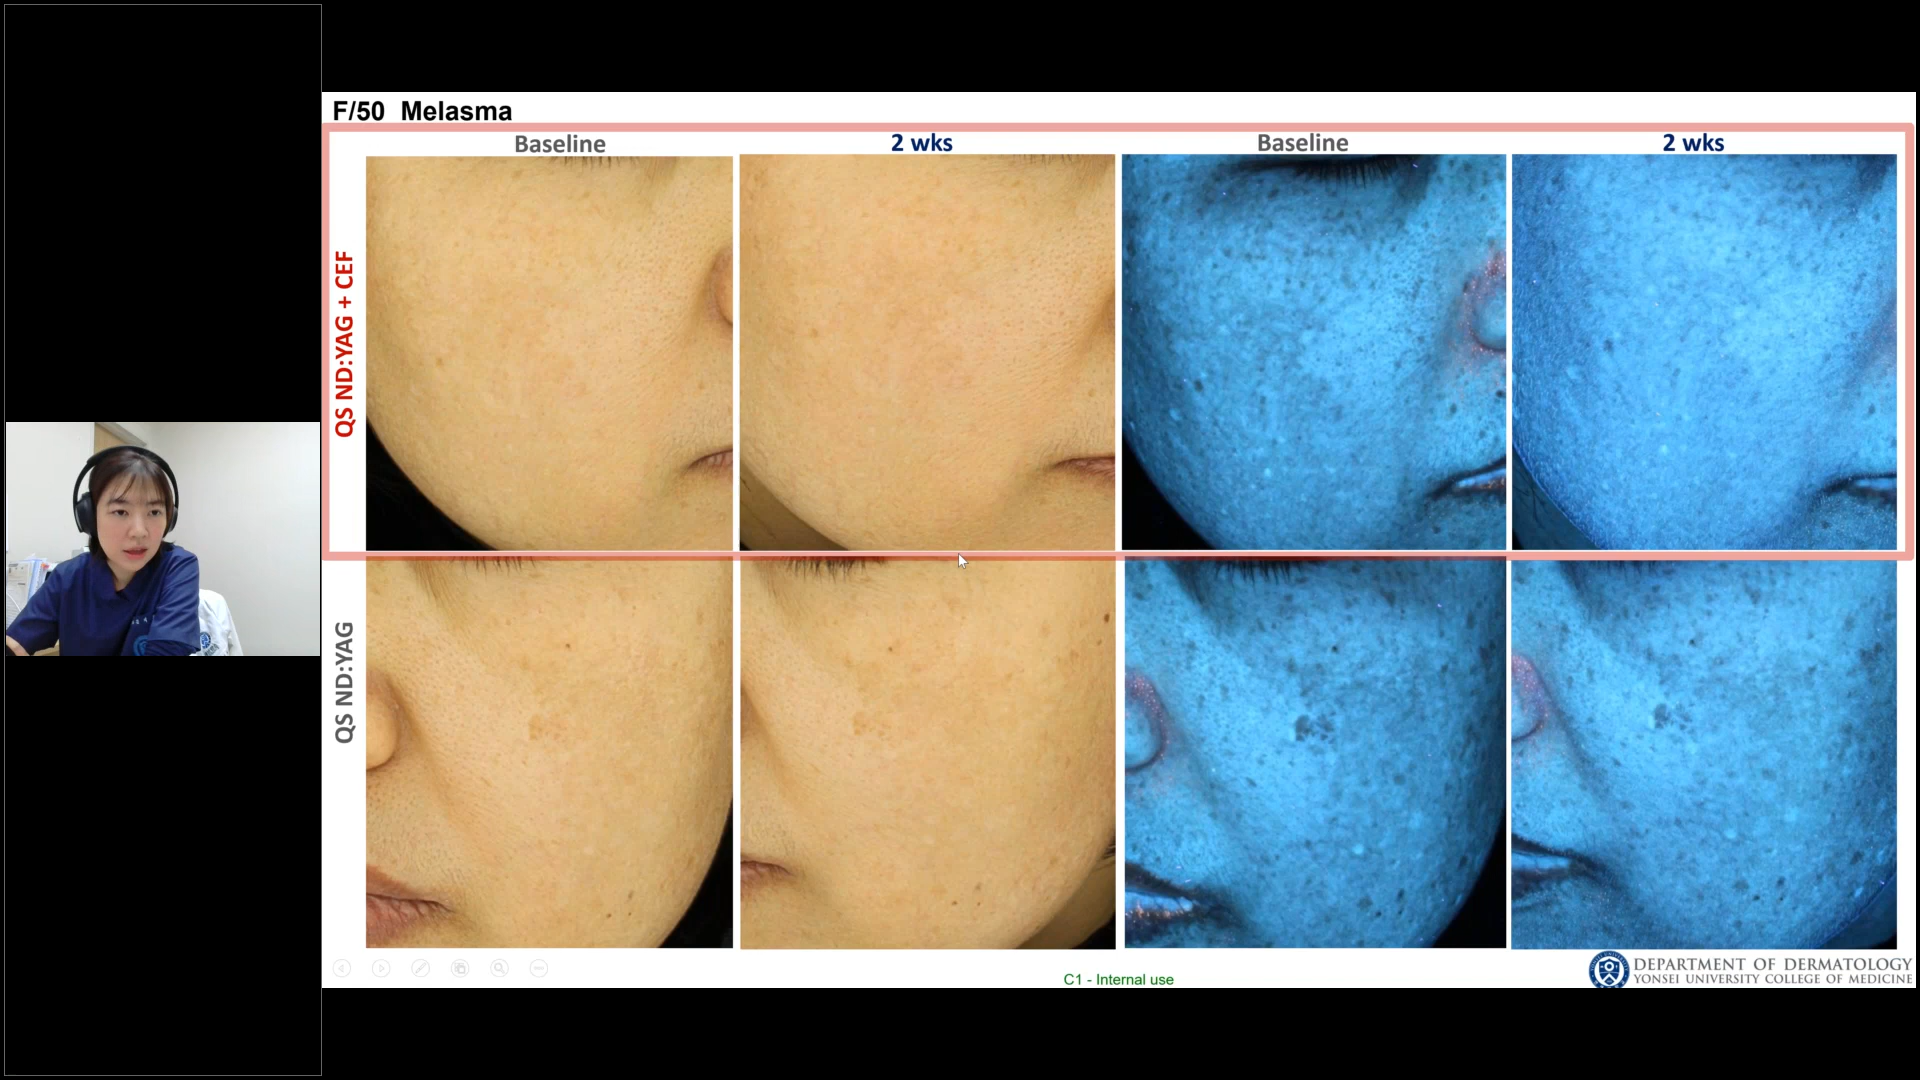 F/50 Melasma
Baseline
2 wks
Baseline
2 wks
QS ND:YAG + CEF
QS ND:YAG
C1 - Internal use
DEPARTMENT OF DERMATOLOGY
YONSEI UNIVERSITY COLLEGE OF MEDICINE